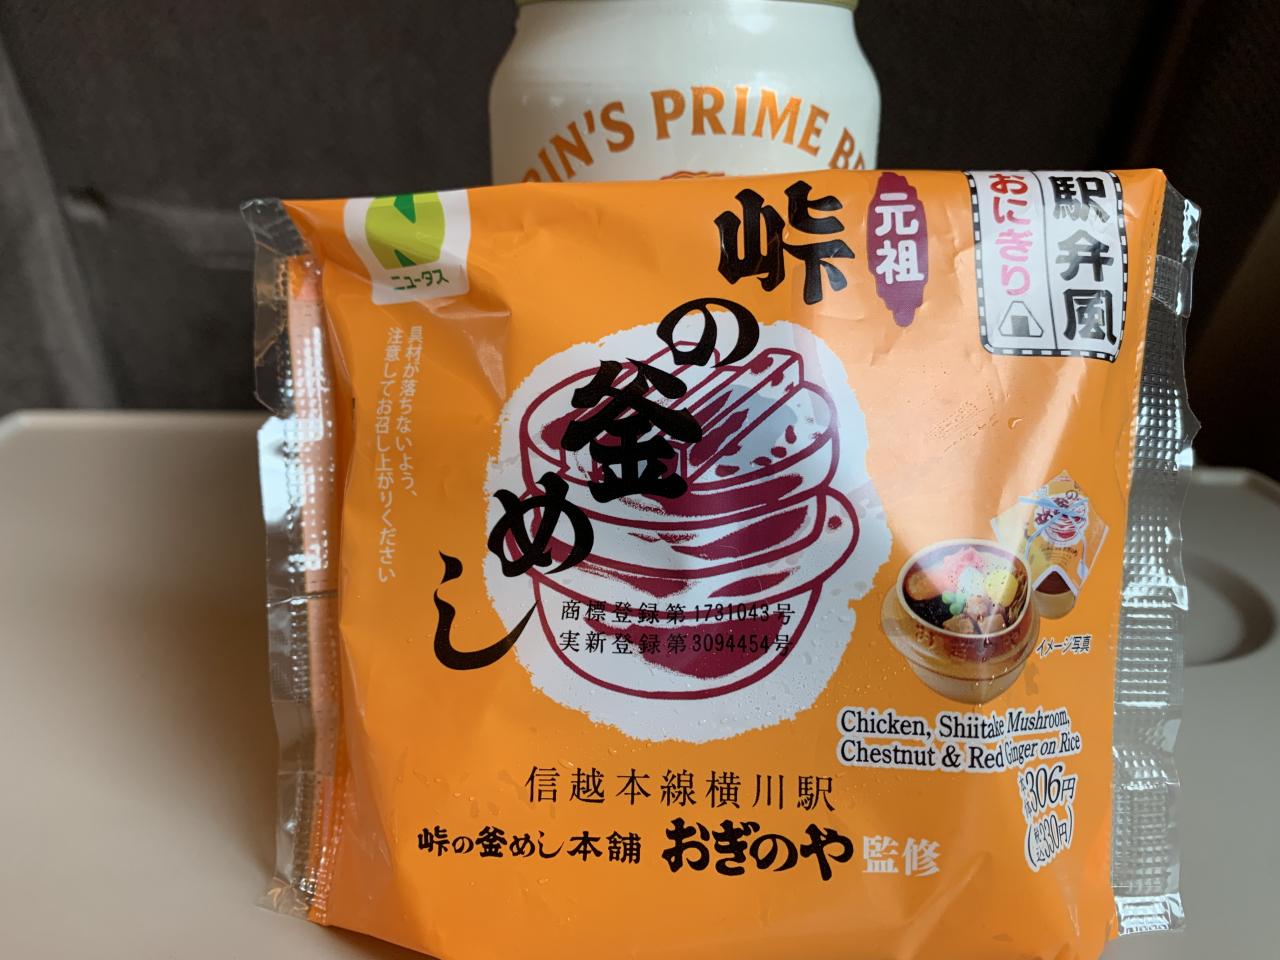 PRIME
駅弁風
おにぎり
元祖
峠の釜めし
ニュータス
具材が落ちないよう、
注意してお召し上がりください
商標登録第1731043号
実新登録第3094454号
イメージ写真
Chicken, Shiitake Mushroom,
Chestnut & Red Ginger on Rice
306円
330円)
信越本線横川駅
峠の釜めし本舗 おぎのや 監修